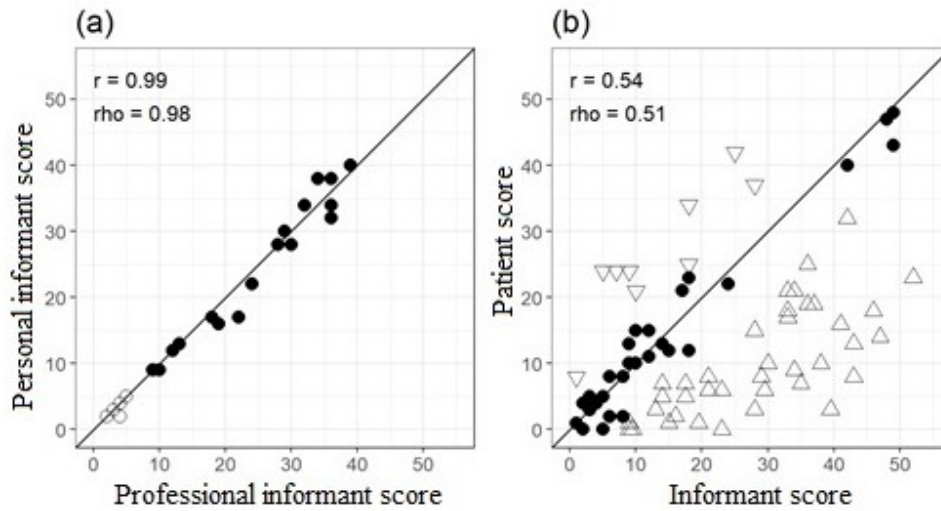 (a)
r = 0.99
rho = 0.98
50
40
30
20
10
0
0 10 20 30 40 50
Personal informant score
Professional informant score
(b)
r = 0.54
rho = 0.51
50
40
30
20
10
0
0 10 20 30 40 50
Patient score
Informant score